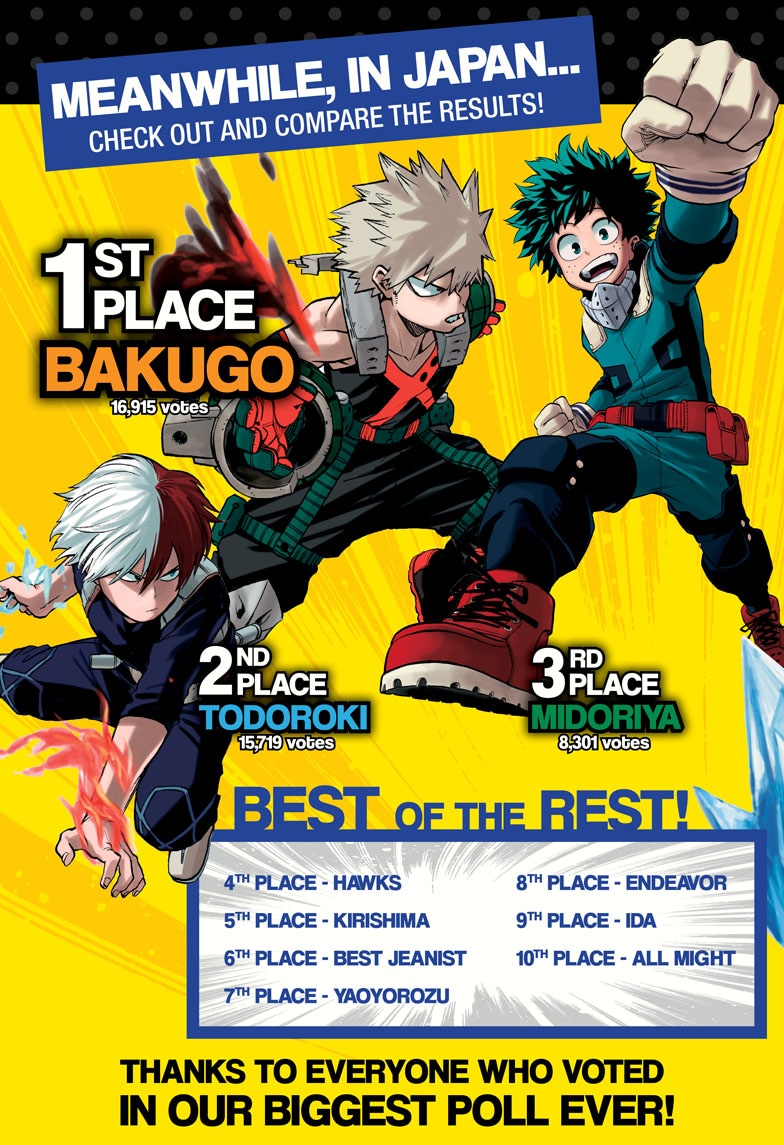 MEANWHILE, IN JAPAN...
CHECK OUT AND COMPARE THE RESULTS!
1ST
PLACE
BAKUGO
16,915 votes
2ND
PLACE
TODOROKI
15,719 votes
3RD
PLACE
MIDORIYA
8,301 votes
BEST OF THE REST!
4TH PLACE - HAWKS
5TH PLACE - KIRISHIMA
6TH PLACE - BEST JEANIST
7TH PLACE - YAOYOROZU
8TH PLACE - ENDEAVOR
9TH PLACE - IDA
10TH PLACE - ALL MIGHT
THANKS TO EVERYONE WHO VOTED
IN OUR BIGGEST POLL EVER!